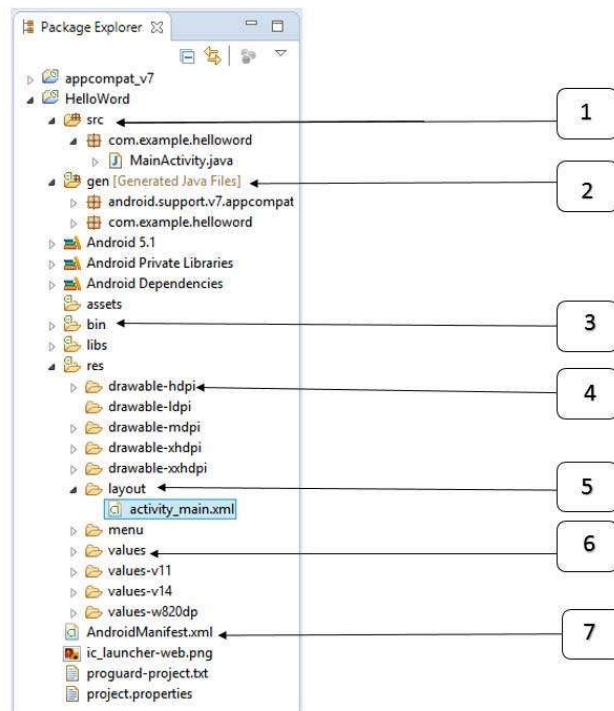 Package Explorer
appcompat_v7
HelloWord
src
1
com.example.helloword
MainActivity.java
gen [Generated Java Files]
2
android.support.v7.appcompat
com.example.helloword
Android 5.1
Android Private Libraries
Android Dependencies
assets
bin
3
libs
res
drawable-hdpi
4
drawable-ldpi
drawable-mdpi
drawable-xhdpi
drawable-xxhdpi
layout
5
activity_main.xml
menu
values
6
values-v11
values-v14
values-w820dp
AndroidManifest.xml
7
ic_launcher-web.png
proguard-project.txt
project.properties